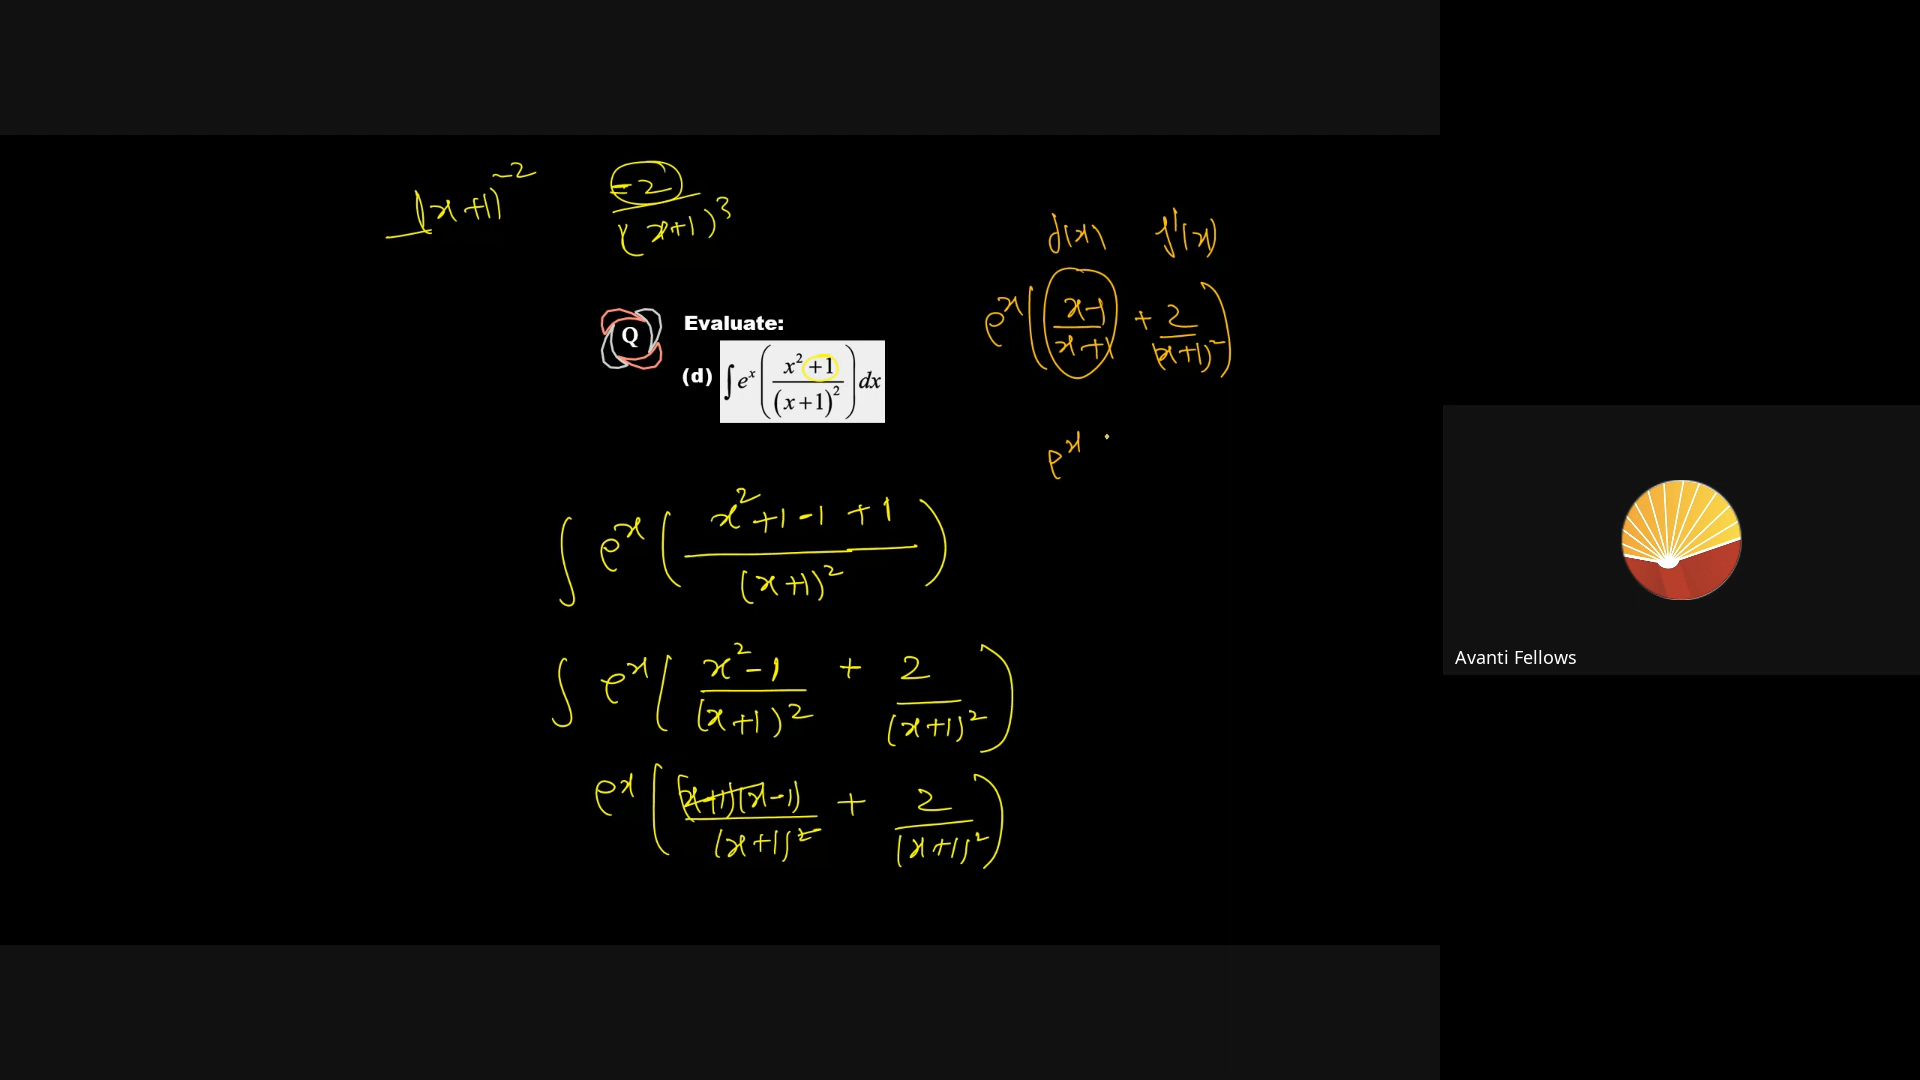 (x+1)^-2    -2/(x+1)^3
f(x)  f'(x)
e^x((x-1)/(x+1) + 2/(x+1)^2)
e^x ·
Q
Evaluate:
(d) ∫e^x((x^2+1)/(x+1)^2)dx
∫ e^x((x^2+1-1+1)/(x+1)^2)
∫ e^x((x^2-1)/(x+1)^2 + 2/(x+1)^2)
e^x((x+1)(x-1)/(x+1)^2 + 2/(x+1)^2)
Avanti Fellows